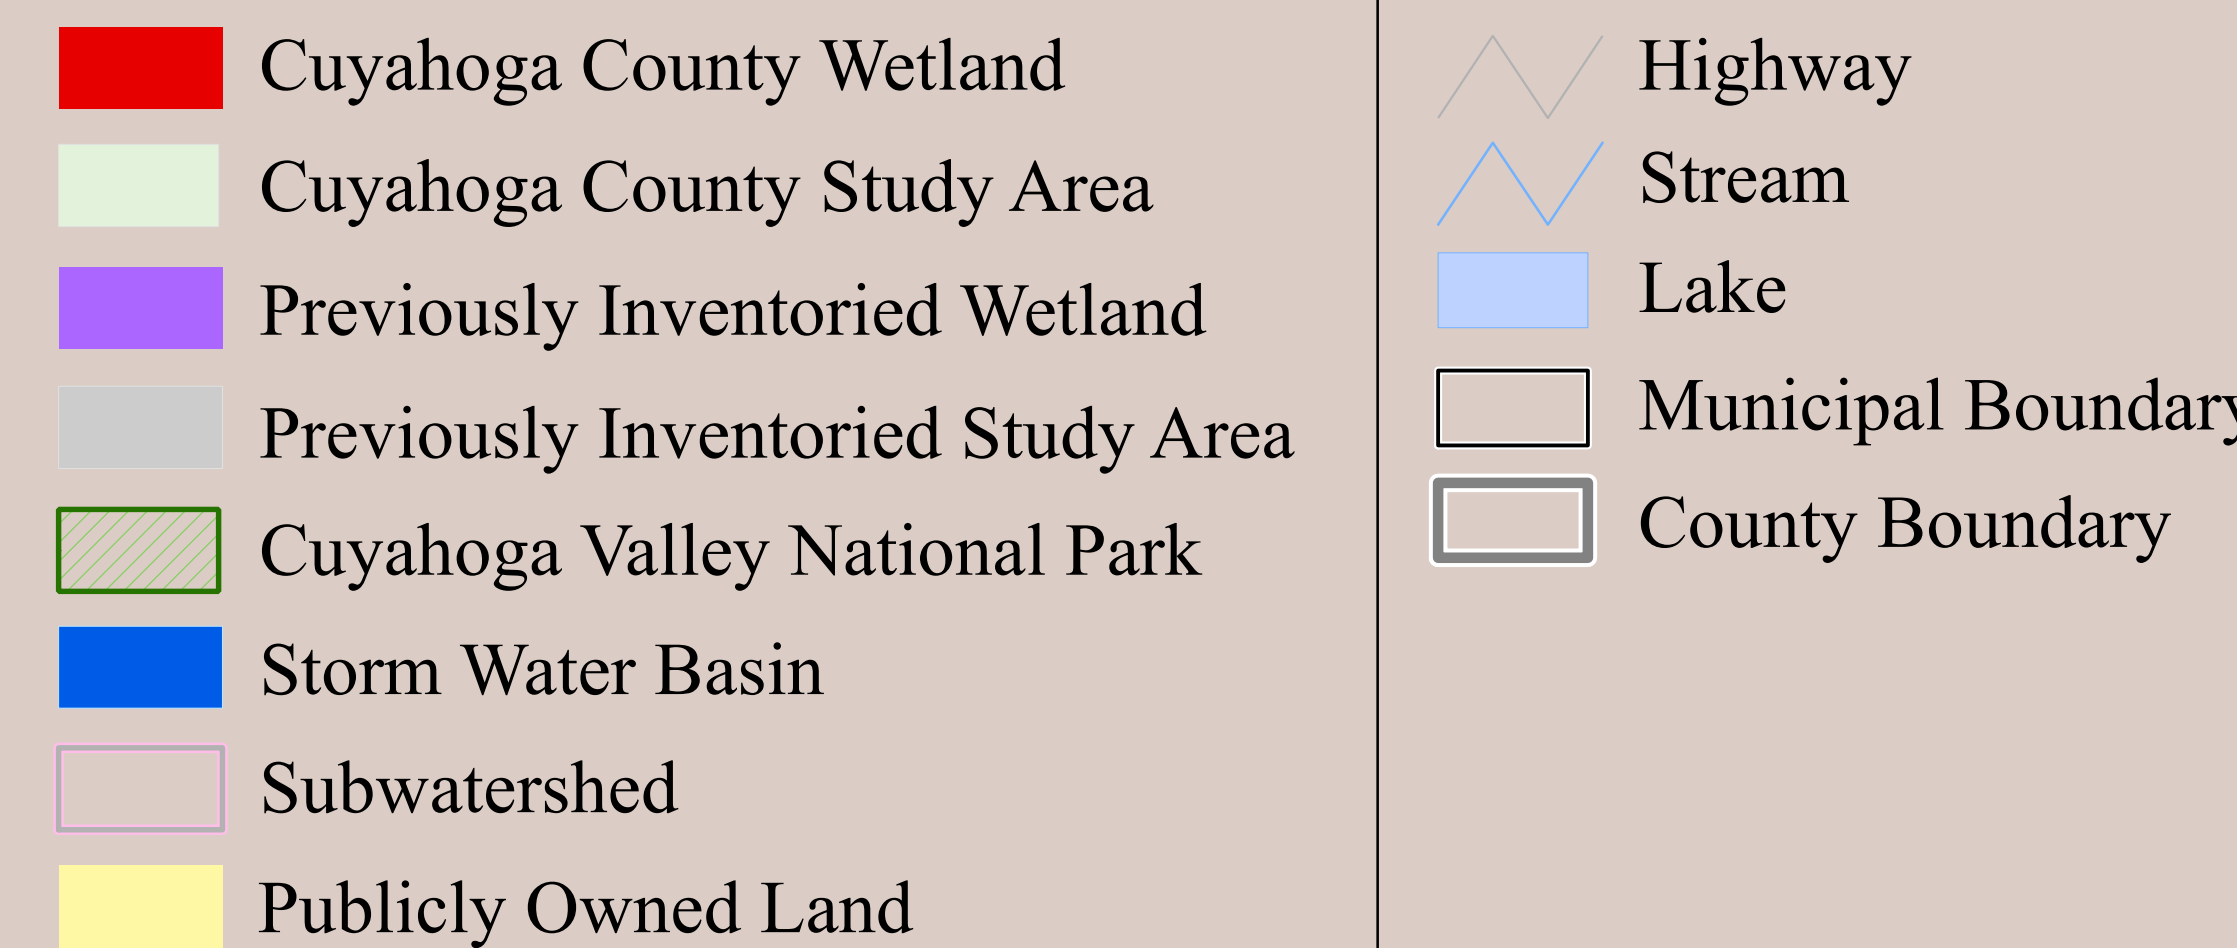 Cuyahoga County Wetland
Cuyahoga County Study Area
Previously Inventoried Wetland
Previously Inventoried Study Area
Cuyahoga Valley National Park
Storm Water Basin
Subwatershed
Publicly Owned Land
Highway
Stream
Lake
Municipal Boundary
County Boundary